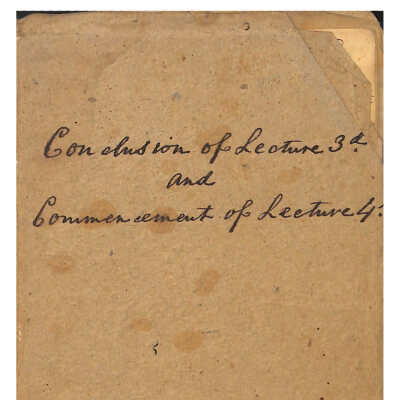 Conclusion of Lecture 3d.
and
Commencement of Lecture 4.